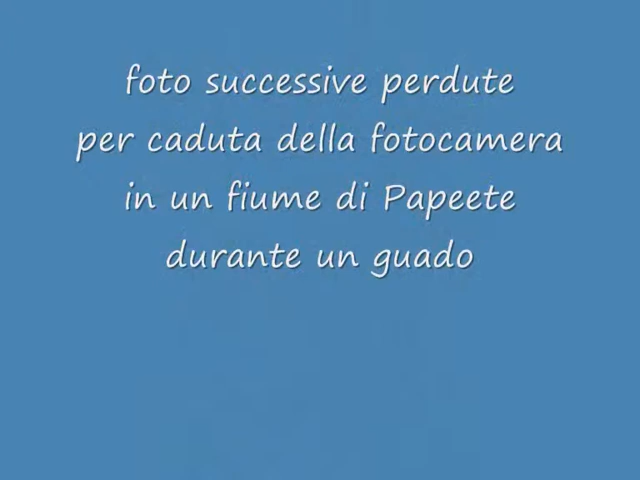 foto successive perdute
per caduta della fotocamera
in un fiume di Papeete
durante un guado